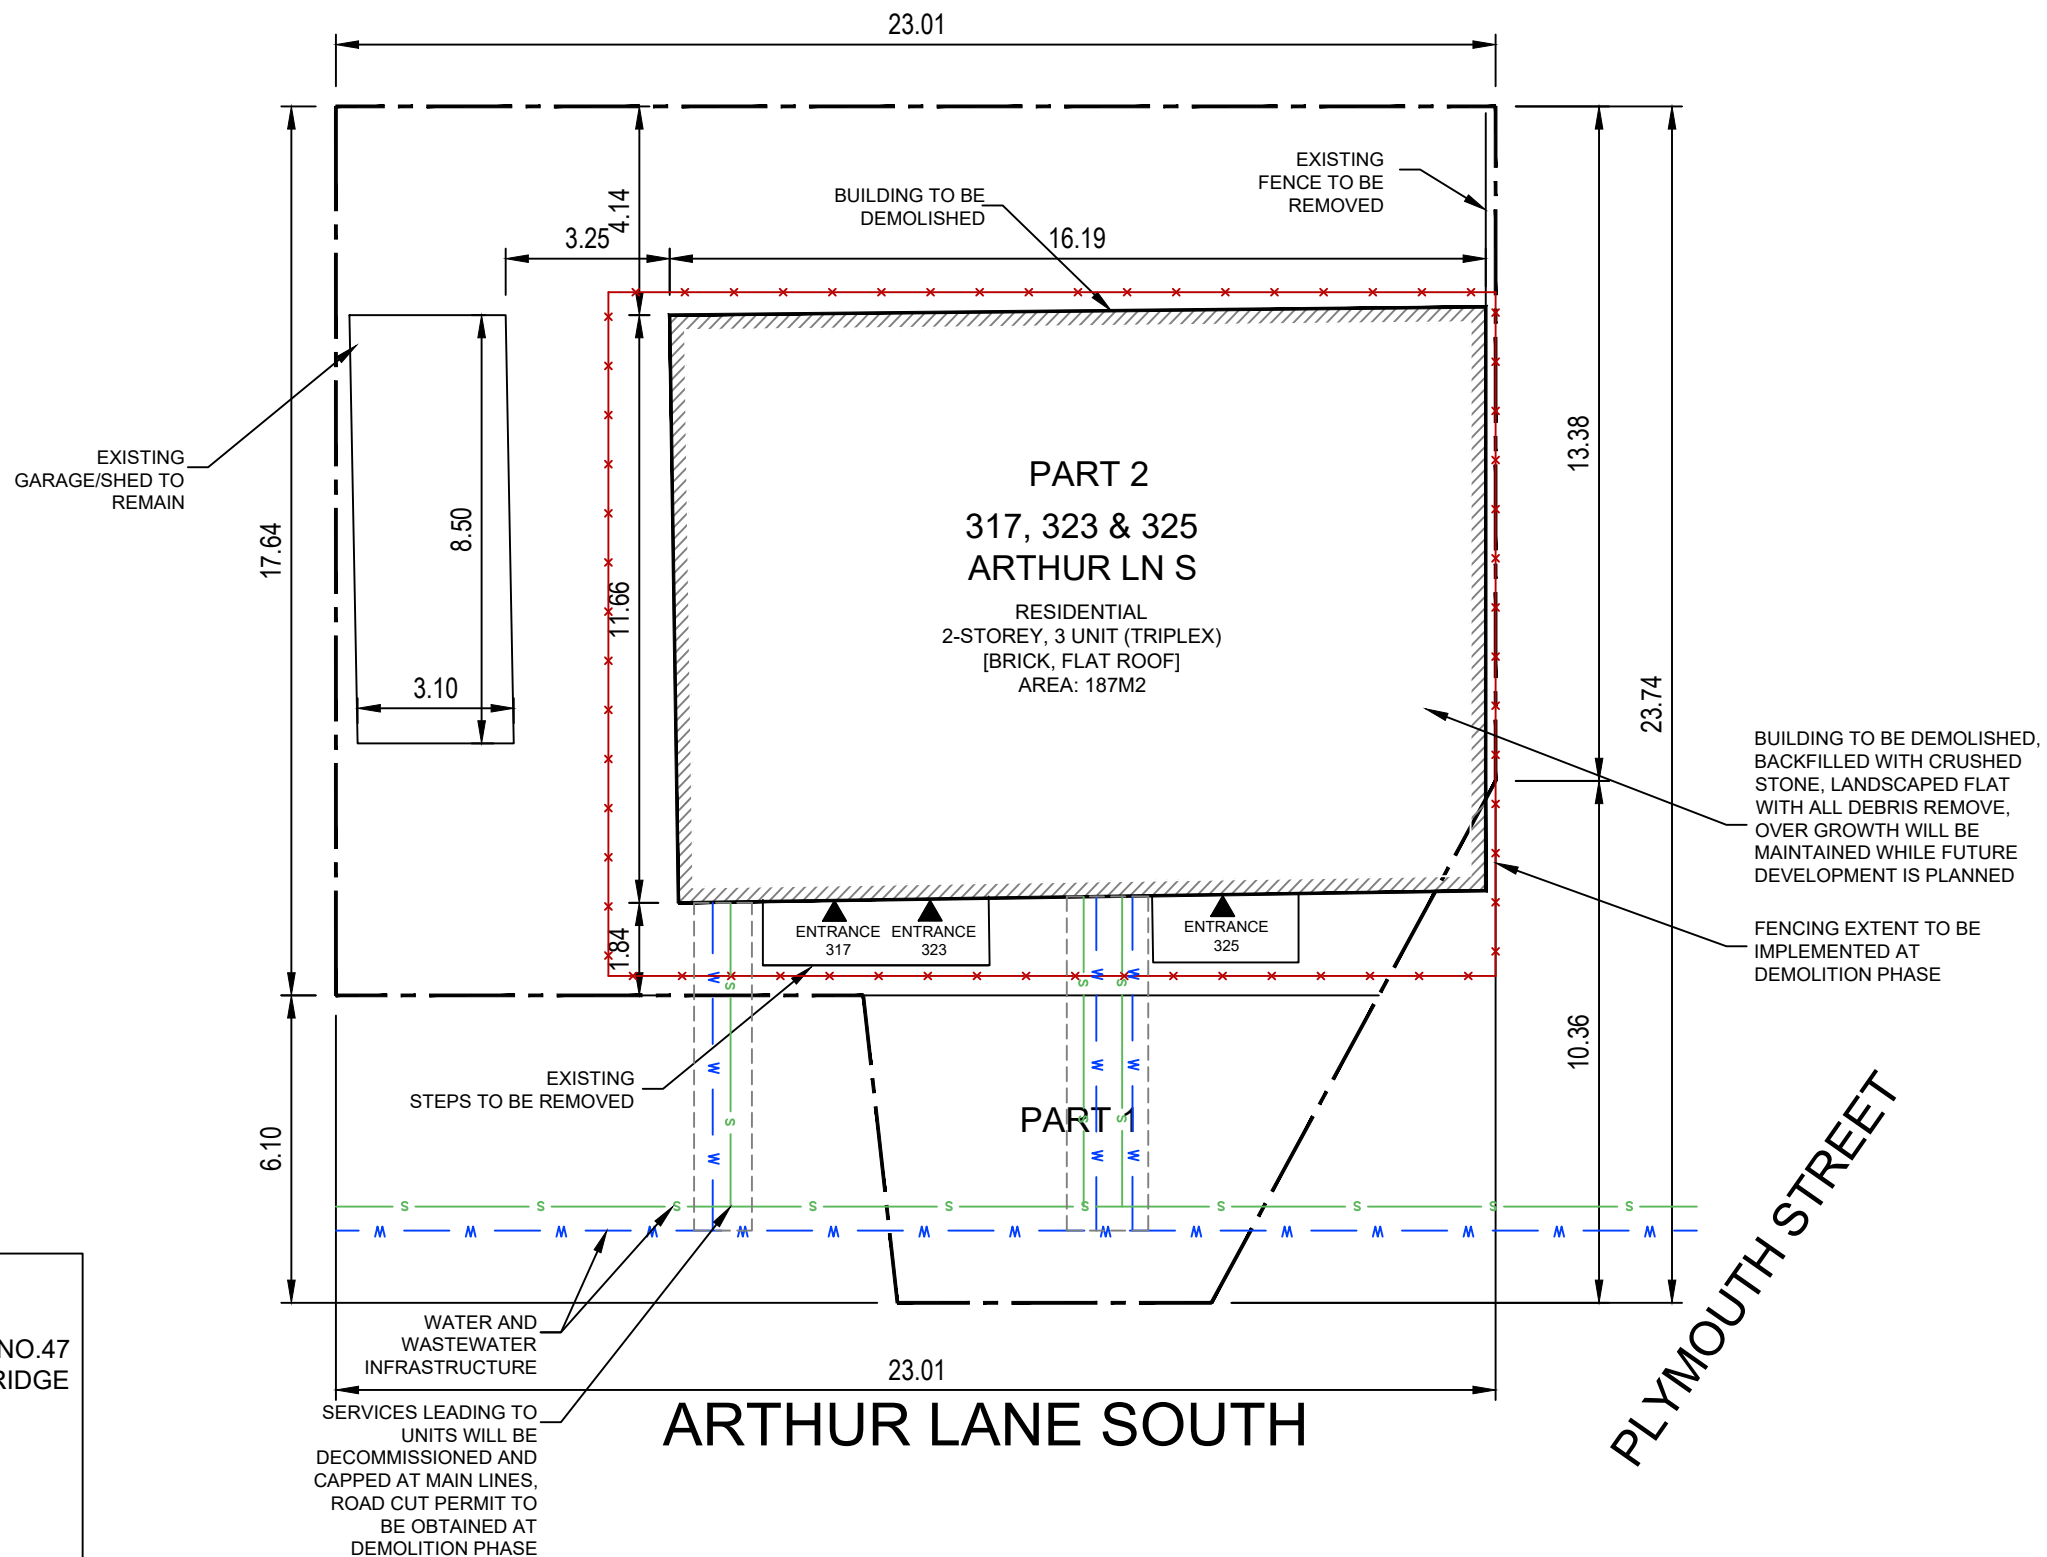 23.01
EXISTING
FENCE TO BE
REMOVED
BUILDING TO BE
DEMOLISHED
4.14
3.25
16.19
13.38
EXISTING
GARAGE/SHED TO
REMAIN
17.64
8.50
3.10
11.66
PART 2
317, 323 & 325
ARTHUR LN S
RESIDENTIAL
2-STOREY, 3 UNIT (TRIPLEX)
[BRICK, FLAT ROOF]
AREA: 187M2
23.74
BUILDING TO BE DEMOLISHED,
BACKFILLED WITH CRUSHED
STONE, LANDSCAPED FLAT
WITH ALL DEBRIS REMOVE,
OVER GROWTH WILL BE
MAINTAINED WHILE FUTURE
DEVELOPMENT IS PLANNED
FENCING EXTENT TO BE
IMPLEMENTED AT
DEMOLITION PHASE
1.84
ENTRANCE
317
ENTRANCE
323
ENTRANCE
325
10.36
EXISTING
STEPS TO BE REMOVED
PART 1
6.10
WATER AND
WASTEWATER
INFRASTRUCTURE
NO.47
RIDGE
23.01
ARTHUR LANE SOUTH
PLYMOUTH STREET
SERVICES LEADING TO
UNITS WILL BE
DECOMMISSIONED AND
CAPPED AT MAIN LINES,
ROAD CUT PERMIT TO
BE OBTAINED AT
DEMOLITION PHASE